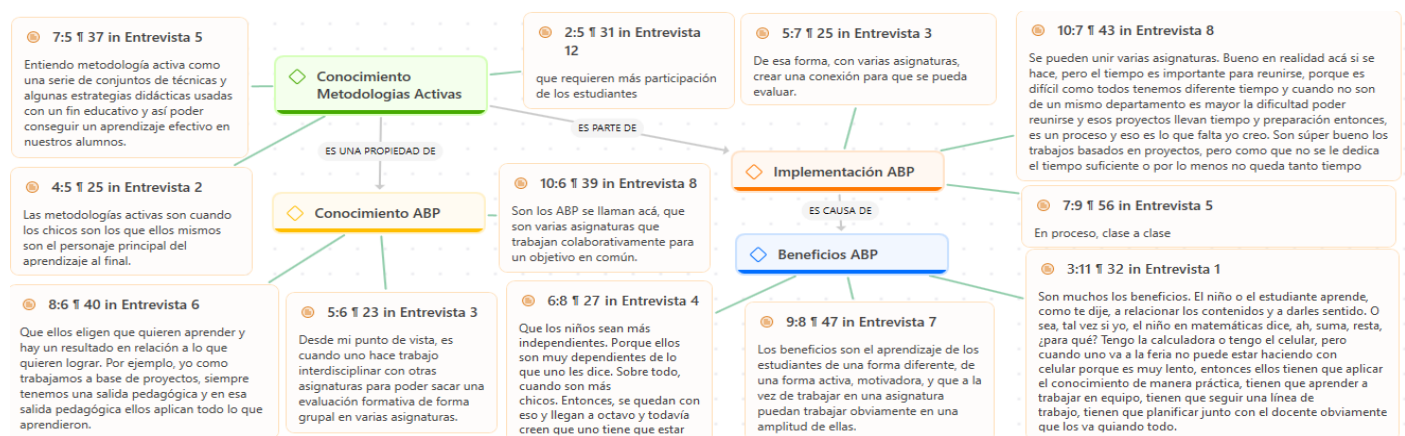 7:5 ¶ 37 in Entrevista 5
Entiendo metodología activa como
una serie de conjuntos de técnicas y
algunas estrategias didácticas usadas
con un fin educativo y así poder
conseguir un aprendizaje efectivo en
nuestros alumnos.
Conocimiento
Metodologias Activas
2:5 ¶ 31 in Entrevista
12
que requieren más participación
de los estudiantes
5:7 ¶ 25 in Entrevista 3
De esa forma, con varias asignaturas,
crear una conexión para que se pueda
evaluar.
10:7 ¶ 43 in Entrevista 8
Se pueden unir varias asignaturas. Bueno en realidad acá si se
hace, pero el tiempo es importante para reunirse, porque es
difícil como todos tenemos diferente tiempo y cuando no son
de un mismo departamento es mayor la dificultad poder
reunirse y esos proyectos llevan tiempo y preparación entonces,
es un proceso y eso es lo que falta yo creo. Son súper bueno los
trabajos basados en proyectos, pero como que no se le dedica
el tiempo suficiente o por lo menos no queda tanto tiempo
ES PARTE DE
ES UNA PROPIEDAD DE
4:5 ¶ 25 in Entrevista 2
Las metodologías activas son cuando
los chicos son los que ellos mismos
son el personaje principal del
aprendizaje al final.
Conocimiento ABP
10:6 ¶ 39 in Entrevista 8
Son los ABP se llaman acá, que
son varias asignaturas que
trabajan colaborativamente para
un objetivo en común.
Implementación ABP
ES CAUSA DE
Beneficios ABP
7:9 ¶ 56 in Entrevista 5
En proceso, clase a clase
8:6 ¶ 40 in Entrevista 6
Que ellos eligen que quieren aprender y
hay un resultado en relación a lo que
quieren lograr. Por ejemplo, yo como
trabajamos a base de proyectos, siempre
tenemos una salida pedagógica y en esa
salida pedagógica ellos aplican todo lo que
aprendieron.
5:6 ¶ 23 in Entrevista 3
Desde mi punto de vista, es
cuando uno hace trabajo
interdisciplinar con otras
asignaturas para poder sacar una
evaluación formativa de forma
grupal en varias asignaturas.
6:8 ¶ 27 in Entrevista 4
Que los niños sean más
independientes. Porque ellos
son muy dependientes de lo
que uno les dice. Sobre todo,
cuando son más
chicos. Entonces, se quedan con
eso y llegan a octavo y todavía
creen que uno tiene que estar
9:8 ¶ 47 in Entrevista 7
Los beneficios son el aprendizaje de los
estudiantes de una forma diferente, de
una forma activa, motivadora, y que a la
vez de trabajar en una asignatura
puedan trabajar obviamente en una
amplitud de ellas.
3:11 ¶ 32 in Entrevista 1
Son muchos los beneficios. El niño o el estudiante aprende,
como te dije, a relacionar los contenidos y a darles sentido. O
sea, tal vez si yo, el niño en matemáticas dice, ah, suma, resta,
¿para qué? Tengo la calculadora o tengo el celular, pero
cuando uno va a la feria no puede estar haciendo con
celular porque es muy lento, entonces ellos tienen que aplicar
el conocimiento de manera práctica, tienen que aprender a
trabajar en equipo, tienen que seguir una línea de
trabajo, tienen que planificar junto con el docente obviamente
que los va guiando todo.